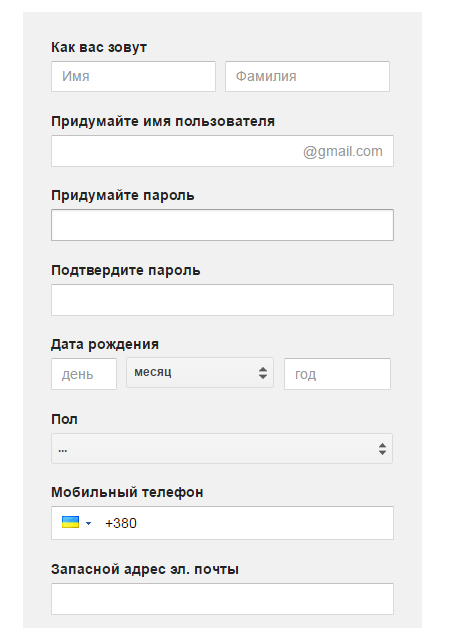 Как вас зовут
Имя Фамилия
Придумайте имя пользователя
@gmail.com
Придумайте пароль
Подтвердите пароль
Дата рождения
день месяц год
Пол
...
Мобильный телефон
+380
Запасной адрес эл. почты